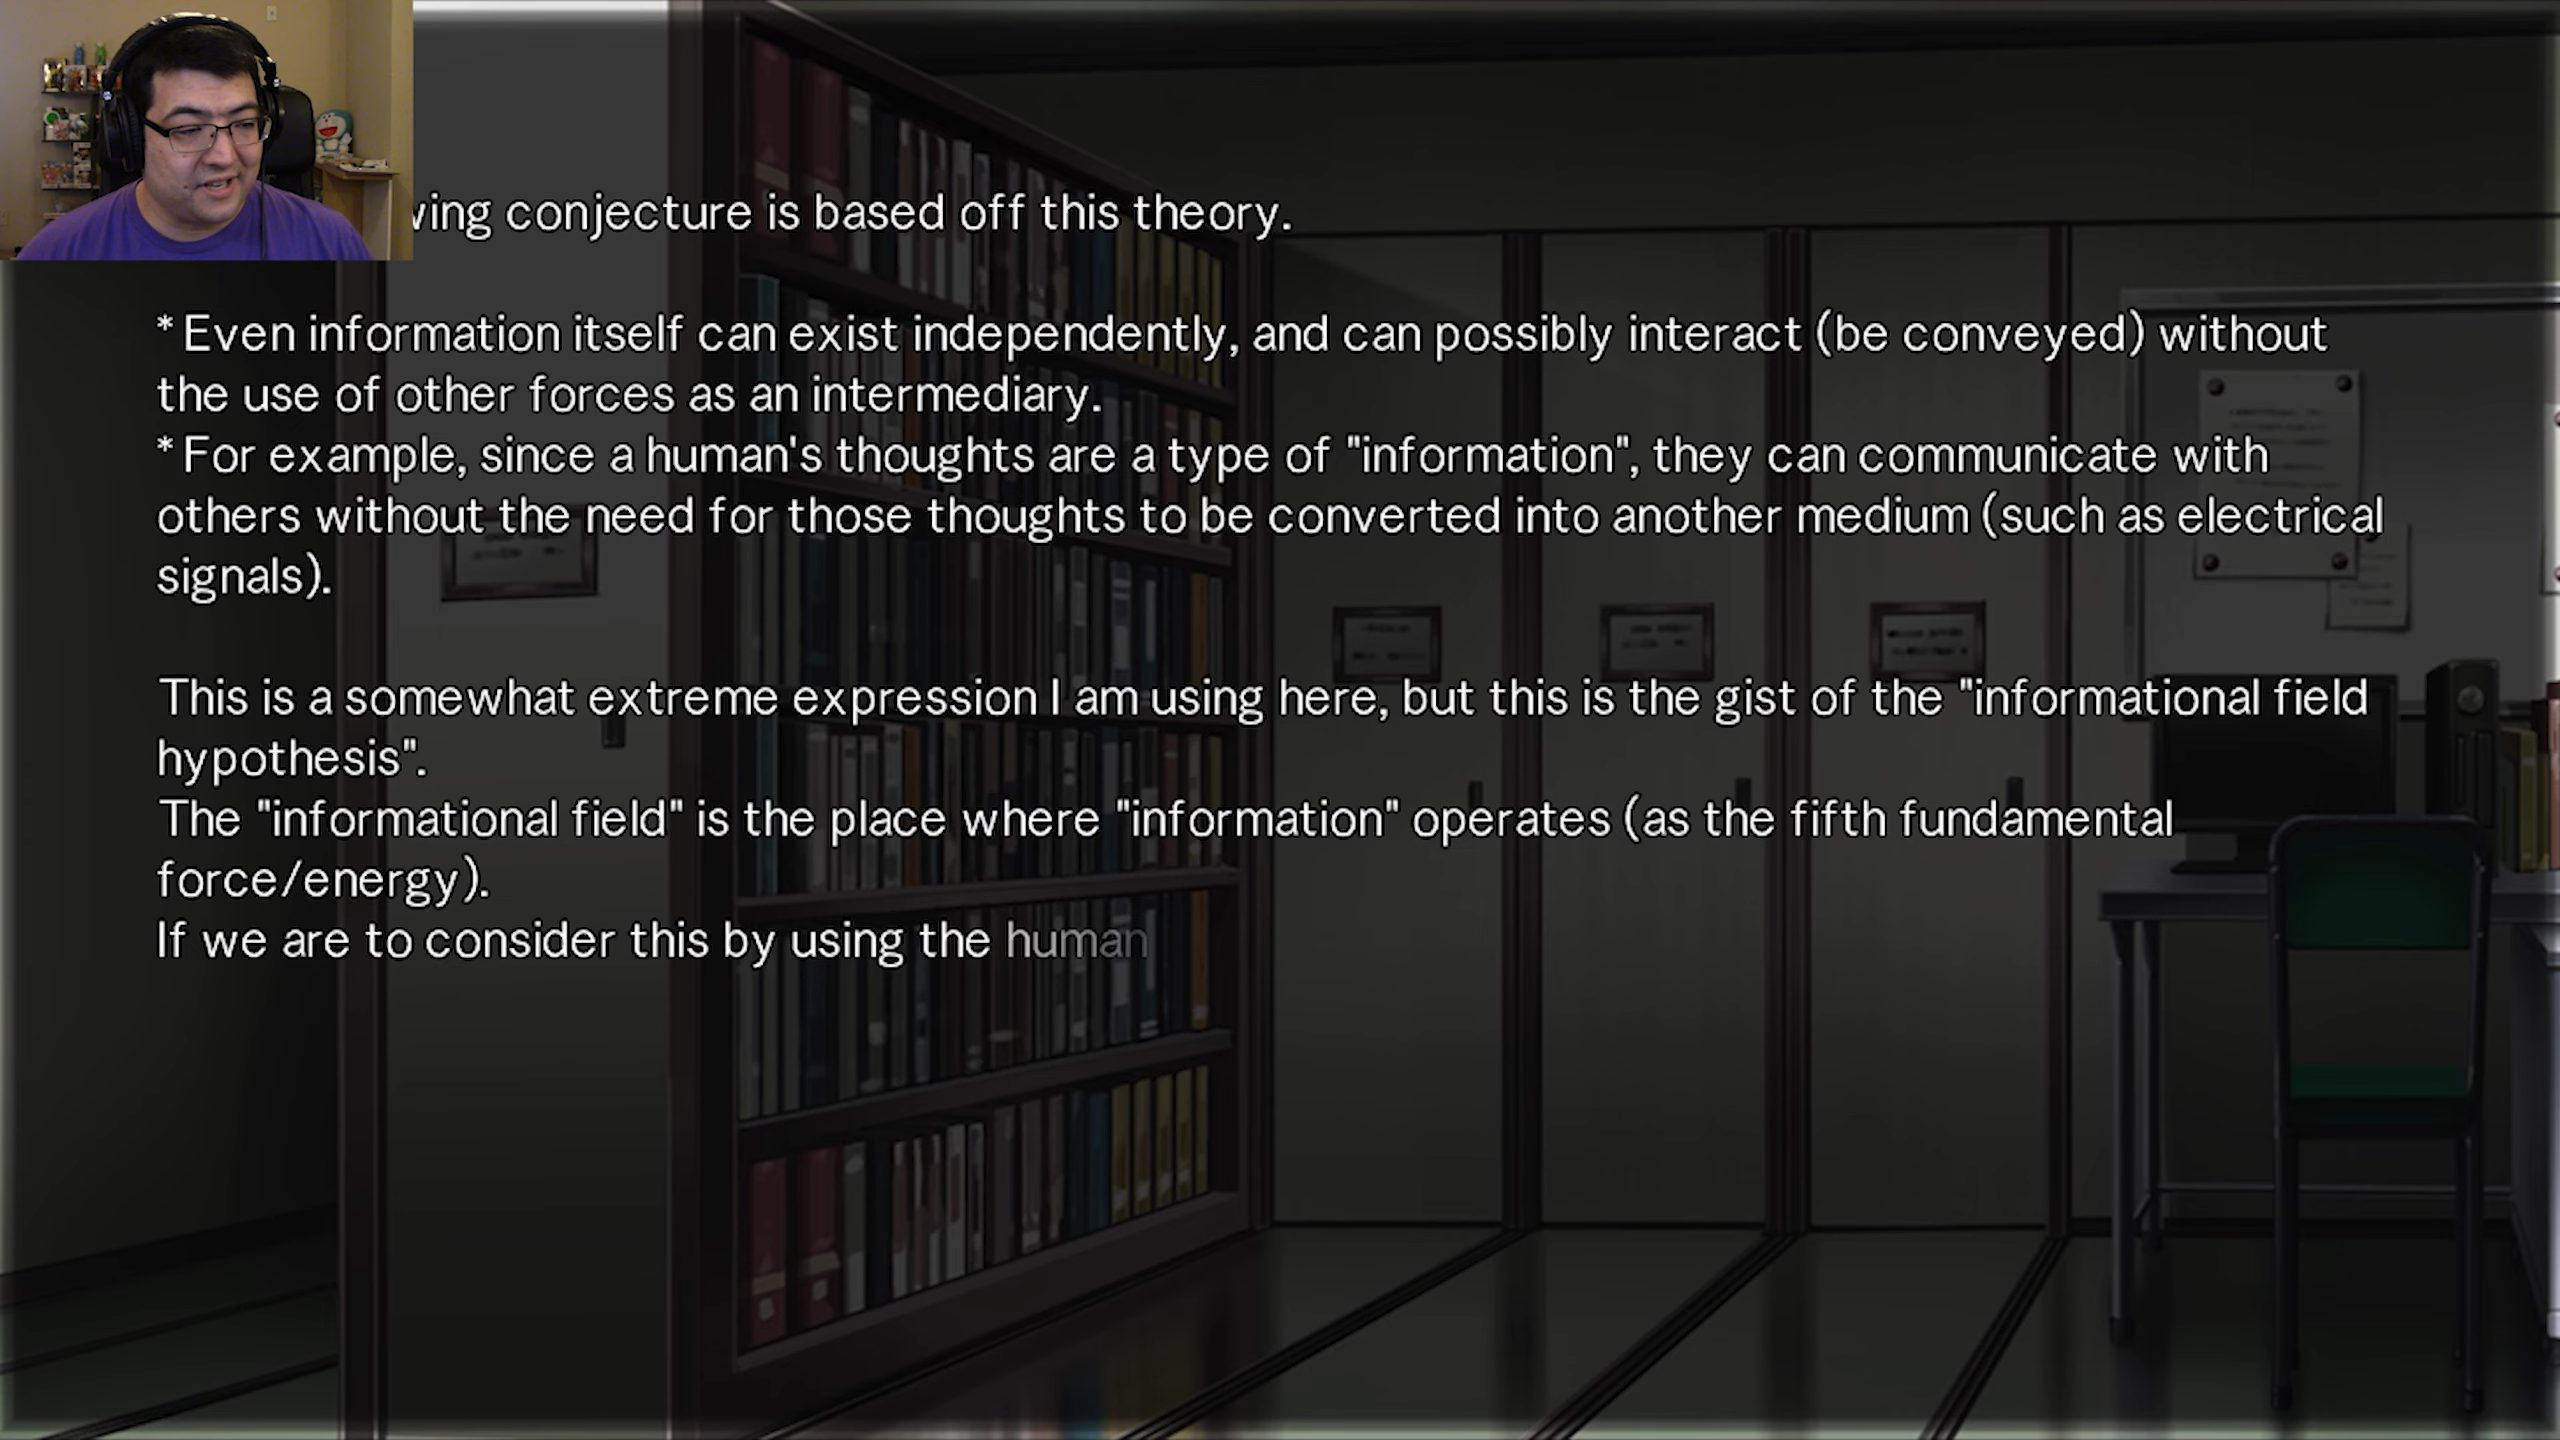 conjecture is based off this theory.
* Even information itself can exist independently, and can possibly interact (be conveyed) without
the use of other forces as an intermediary.
* For example, since a human's thoughts are a type of "information", they can communicate with
others without the need for those thoughts to be converted into another medium (such as electrical
signals).
This is a somewhat extreme expression I am using here, but this is the gist of the "informational field
hypothesis".
The "informational field" is the place where "information" operates (as the fifth fundamental
force/energy).
If we are to consider this by using the human